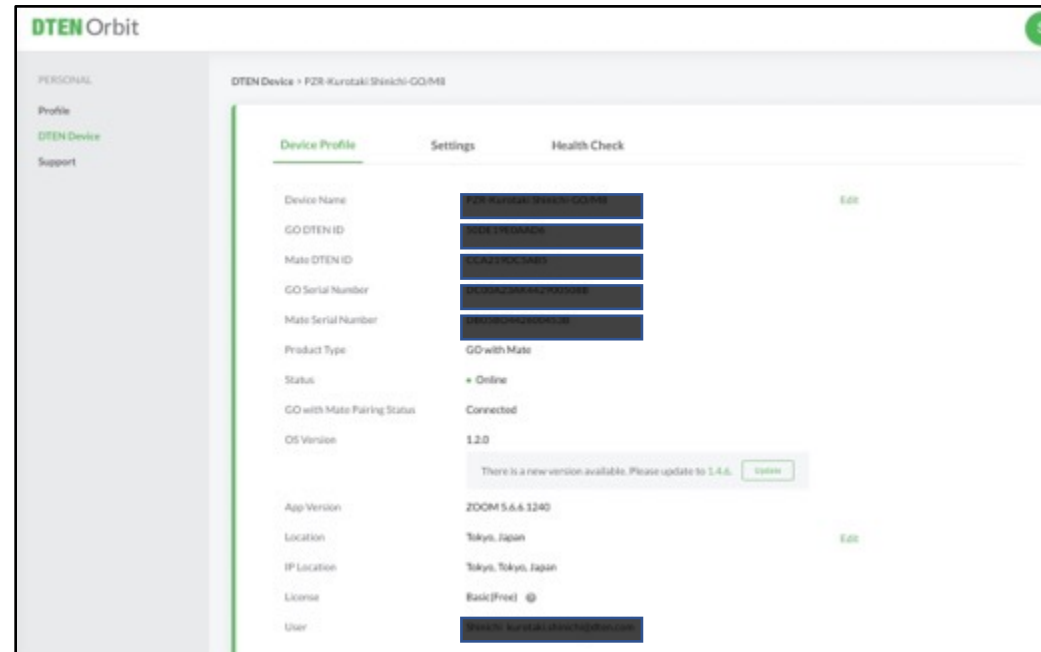 DTEN Orbit
PERSONAL
Profile
DTEN Device
Support
DTEN Device > PZR-Kurotaki Shinichi-GO/MB
Device Profile Settings Health Check
Device Name Edit
GO DTEN ID
Mate DTEN ID
GO Serial Number
Mate Serial Number
Product Type GO with Mate
Status • Online
GO with Mate Pairing Status Connected
OS Version 1.2.0
There is a new version available. Please update to 1.4.6. Update
App Version ZOOM 5.6.6.1240
Location Tokyo, Japan Edit
IP Location Tokyo, Tokyo, Japan
License Basic(Free)
User